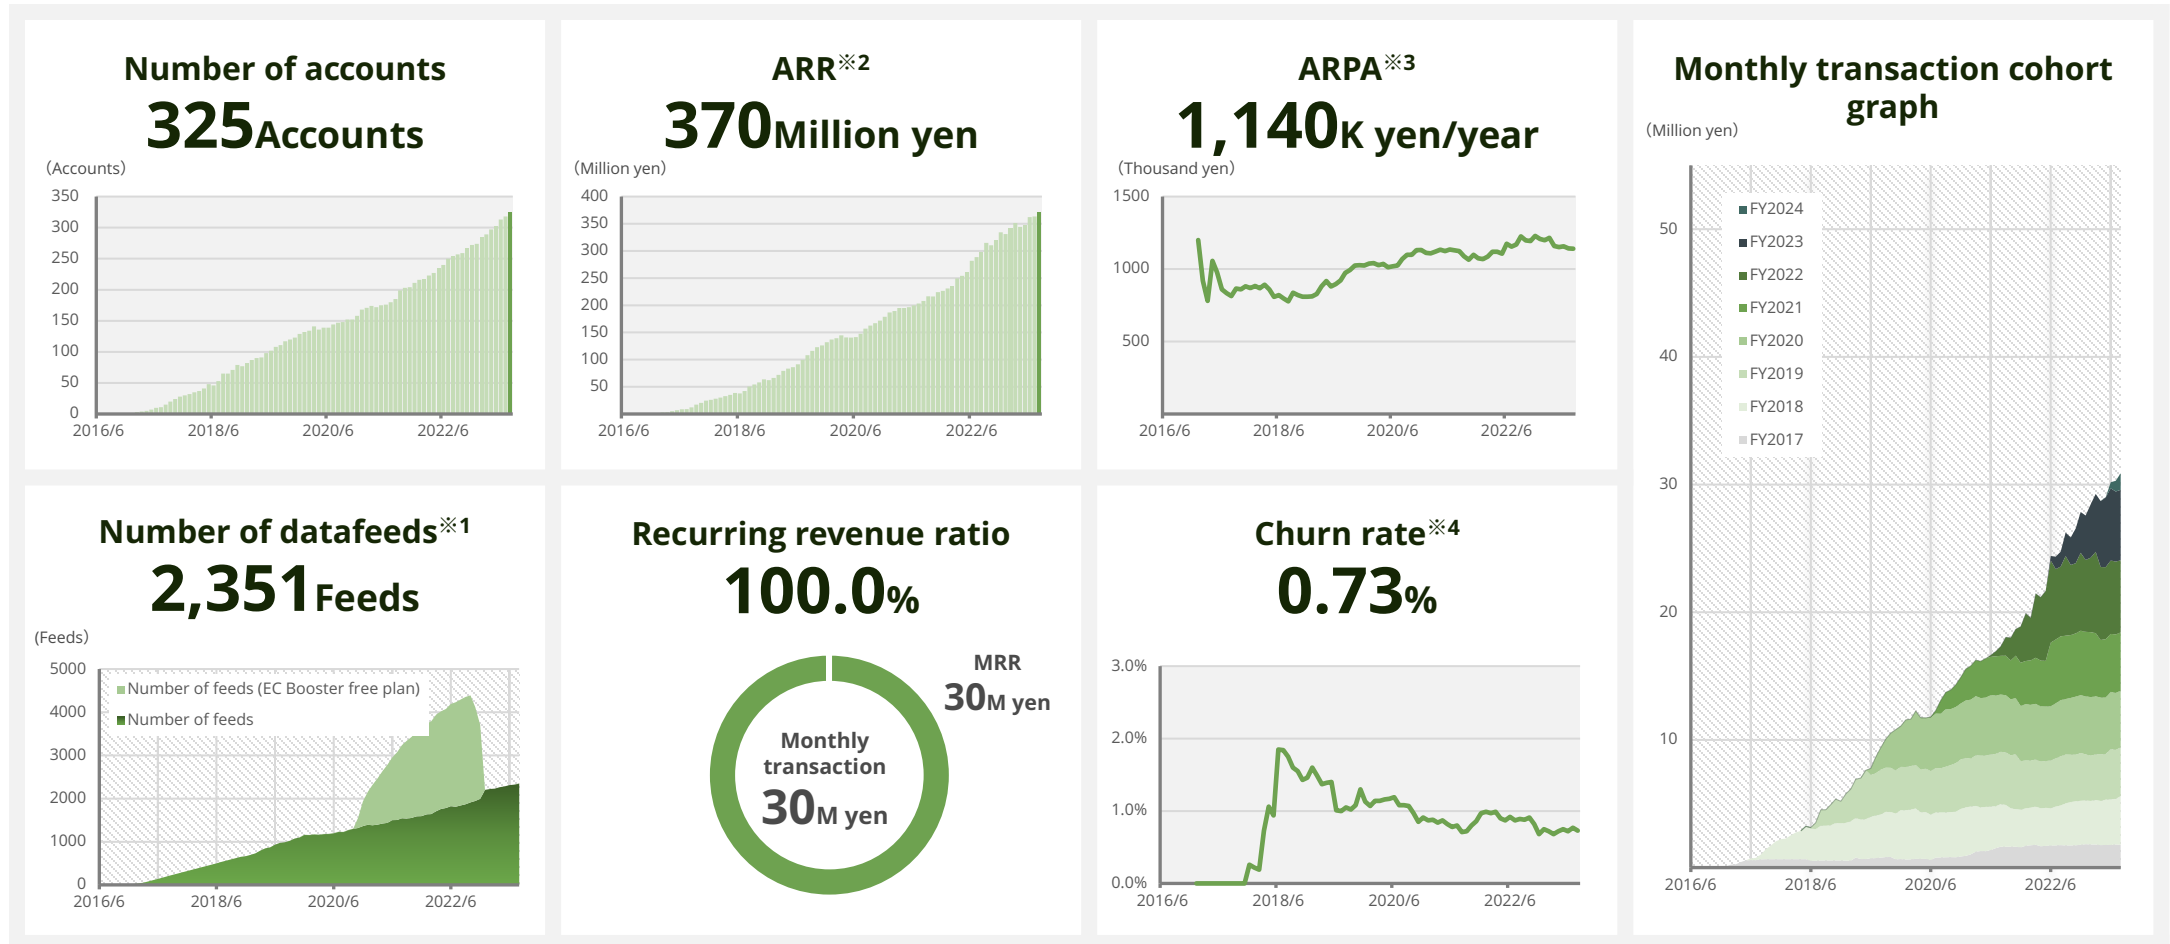 Number of accounts
325Accounts
(Accounts)
350
300
250
200
150
100
50
0
2016/6 2018/6 2020/6 2022/6
ARR※2
370Million yen
(Million yen)
400
350
300
250
200
150
100
50
2016/6 2018/6 2020/6 2022/6
ARPA※3
1,140K yen/year
(Thousand yen)
1500
1000
500
2016/6 2018/6 2020/6 2022/6
Monthly transaction cohort
graph
(Million yen)
FY2024
FY2023
FY2022
FY2021
FY2020
FY2019
FY2018
FY2017
50
40
30
20
10
2016/6 2018/6 2020/6 2022/6
Number of datafeeds※1
2,351Feeds
(Feeds)
5000
4000
3000
2000
1000
0
Number of feeds (EC Booster free plan)
Number of feeds
2016/6 2018/6 2020/6 2022/6
Recurring revenue ratio
100.0%
MRR
30M yen
Monthly
transaction
30M yen
Churn rate※4
0.73%
3.0%
2.0%
1.0%
0.0%
2016/6 2018/6 2020/6 2022/6